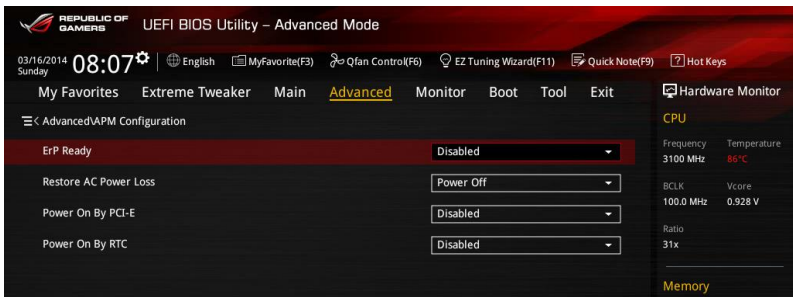 REPUBLIC OF
GAMERS
UEFI BIOS Utility – Advanced Mode
03/16/2014
Sunday
08:07
English
MyFavorite(F3)
Qfan Control(F6)
EZ Tuning Wizard(F11)
Quick Note(F9)
? Hot Keys
My Favorites Extreme Tweaker Main Advanced Monitor Boot Tool Exit
Hardware Monitor
< Advanced\APM Configuration
ErP Ready Disabled
Restore AC Power Loss Power Off
Power On By PCI-E Disabled
Power On By RTC Disabled
CPU
Frequency Temperature
3100 MHz 86°C
BCLK Vcore
100.0 MHz 0.928 V
Ratio
31x
Memory